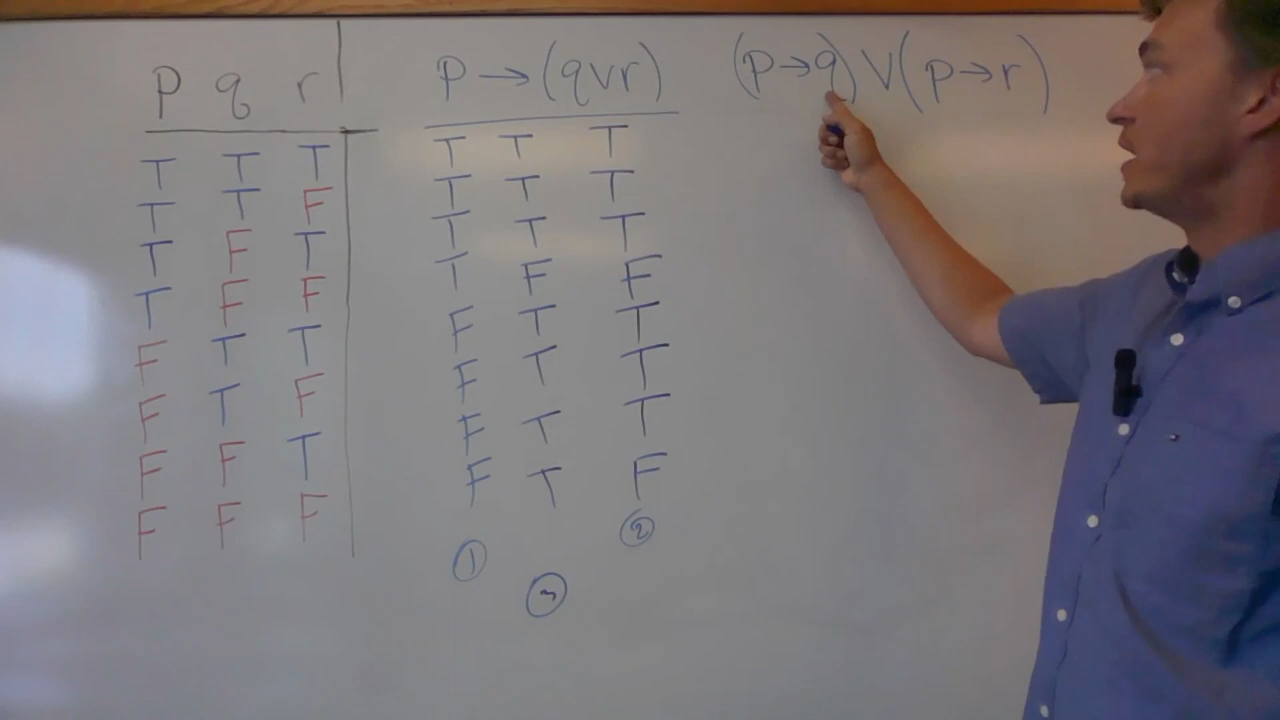 p q r p → (q∨r) (p→q) ∨ (p→r)
T T T T T T
T T F T T T
T F T T T T
T F F T F F
F T T F T T
F T F F T T
F F T F T T
F F F F T F
① ③ ②